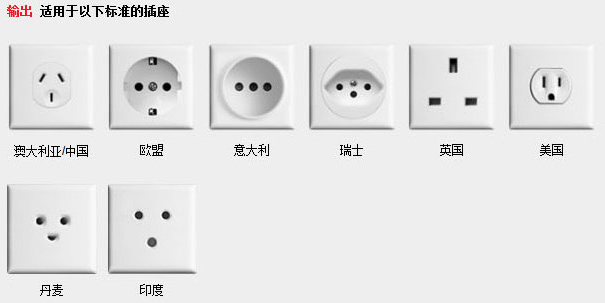 输出 适用于以下标准的插座
澳大利亚/中国 欧盟 意大利 瑞士 英国 美国
丹麦 印度